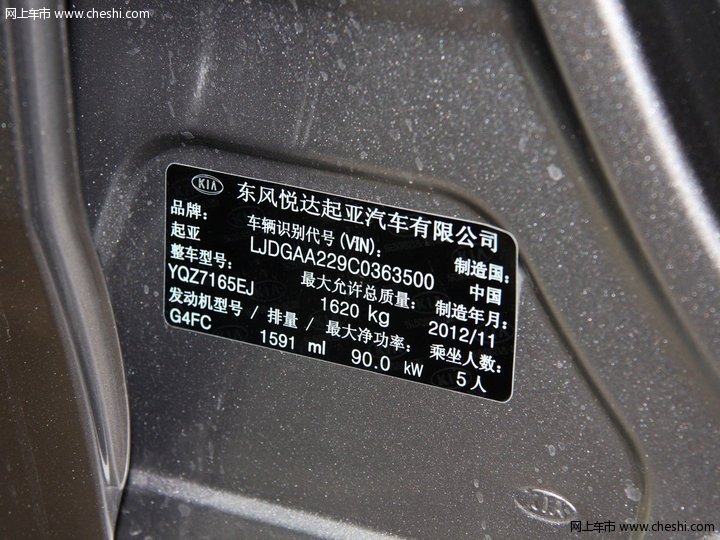 网上车市 www.cheshi.com
KIA 东风悦达起亚汽车有限公司
品牌： 车辆识别代号(VIN)： 制造国：
起亚 LJDGAA229C0363500 中国
整车型号： 最大允许总质量： 制造年月：
YQZ7165EJ 1620 kg 2012/11
发动机型号 / 排量 / 最大净功率： 乘坐人数：
G4FC 1591 ml 90.0 kW 5人
KIA
网上车市 www.cheshi.com